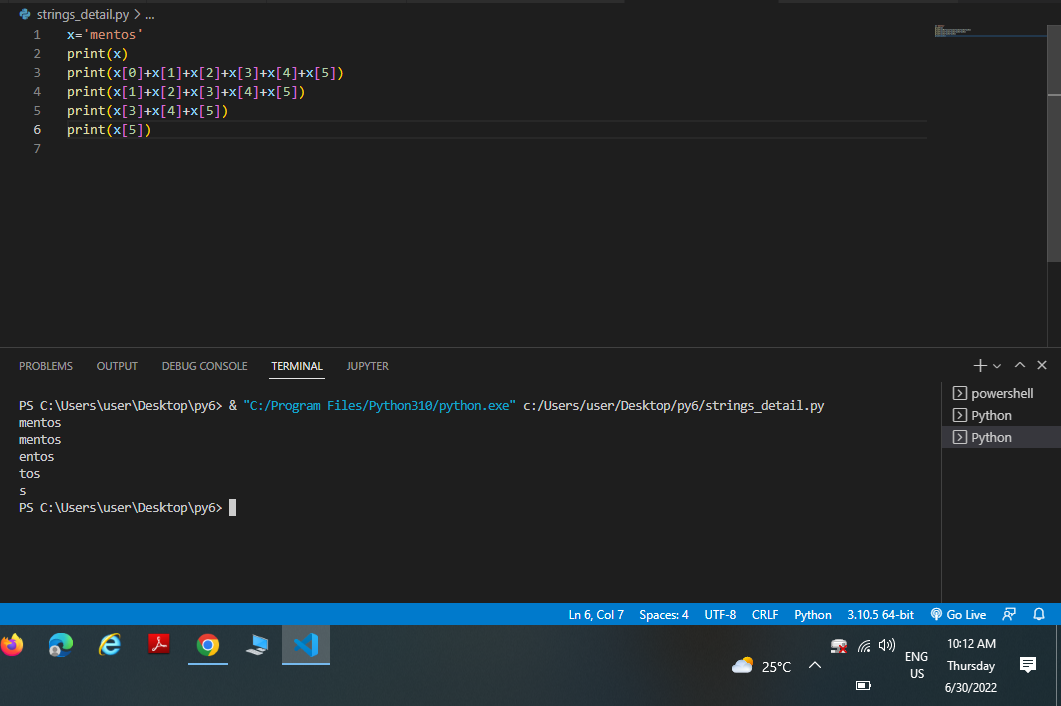 strings_detail.py > ...
1 x='mentos'
2 print(x)
3 print(x[0]+x[1]+x[2]+x[3]+x[4]+x[5])
4 print(x[1]+x[2]+x[3]+x[4]+x[5])
5 print(x[3]+x[4]+x[5])
6 print(x[5])
7
PROBLEMS OUTPUT DEBUG CONSOLE TERMINAL JUPYTER
PS C:\Users\user\Desktop\py6> & "C:/Program Files/Python310/python.exe" c:/Users/user/Desktop/py6/strings_detail.py
mentos
mentos
entos
tos
s
PS C:\Users\user\Desktop\py6>
powershell
Python
Python
Ln 6, Col 7 Spaces: 4 UTF-8 CRLF Python 3.10.5 64-bit Go Live
25°C
ENG
US
10:12 AM
Thursday
6/30/2022